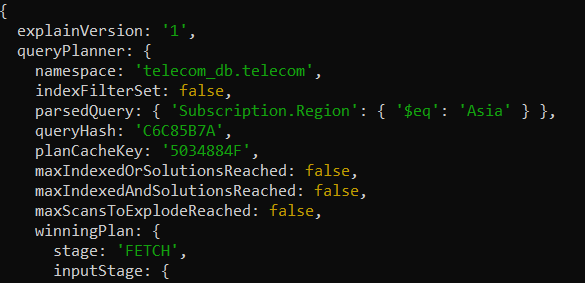 {
  explainVersion: '1',
  queryPlanner: {
    namespace: 'telecom_db.telecom',
    indexFilterSet: false,
    parsedQuery: { 'Subscription.Region': { '$eq': 'Asia' } },
    queryHash: 'C6C85B7A',
    planCacheKey: '5034884F',
    maxIndexedOrSolutionsReached: false,
    maxIndexedAndSolutionsReached: false,
    maxScansToExplodeReached: false,
    winningPlan: {
      stage: 'FETCH',
      inputStage: {